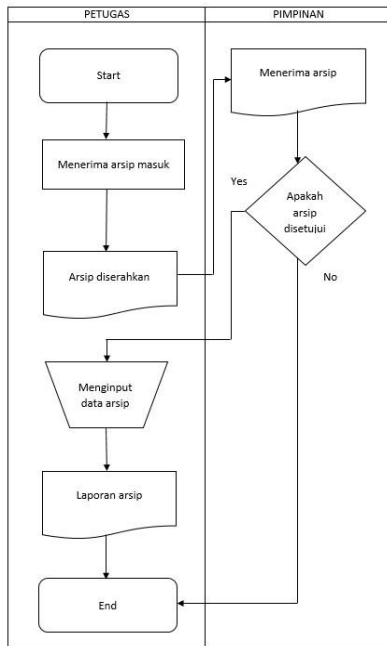 PETUGAS
PIMPINAN
Start
Menerima arsip
Menerima arsip masuk
Yes
Apakah
arsip
disetujui
Arsip diserahkan
No
Menginput
data arsip
Laporan arsip
End